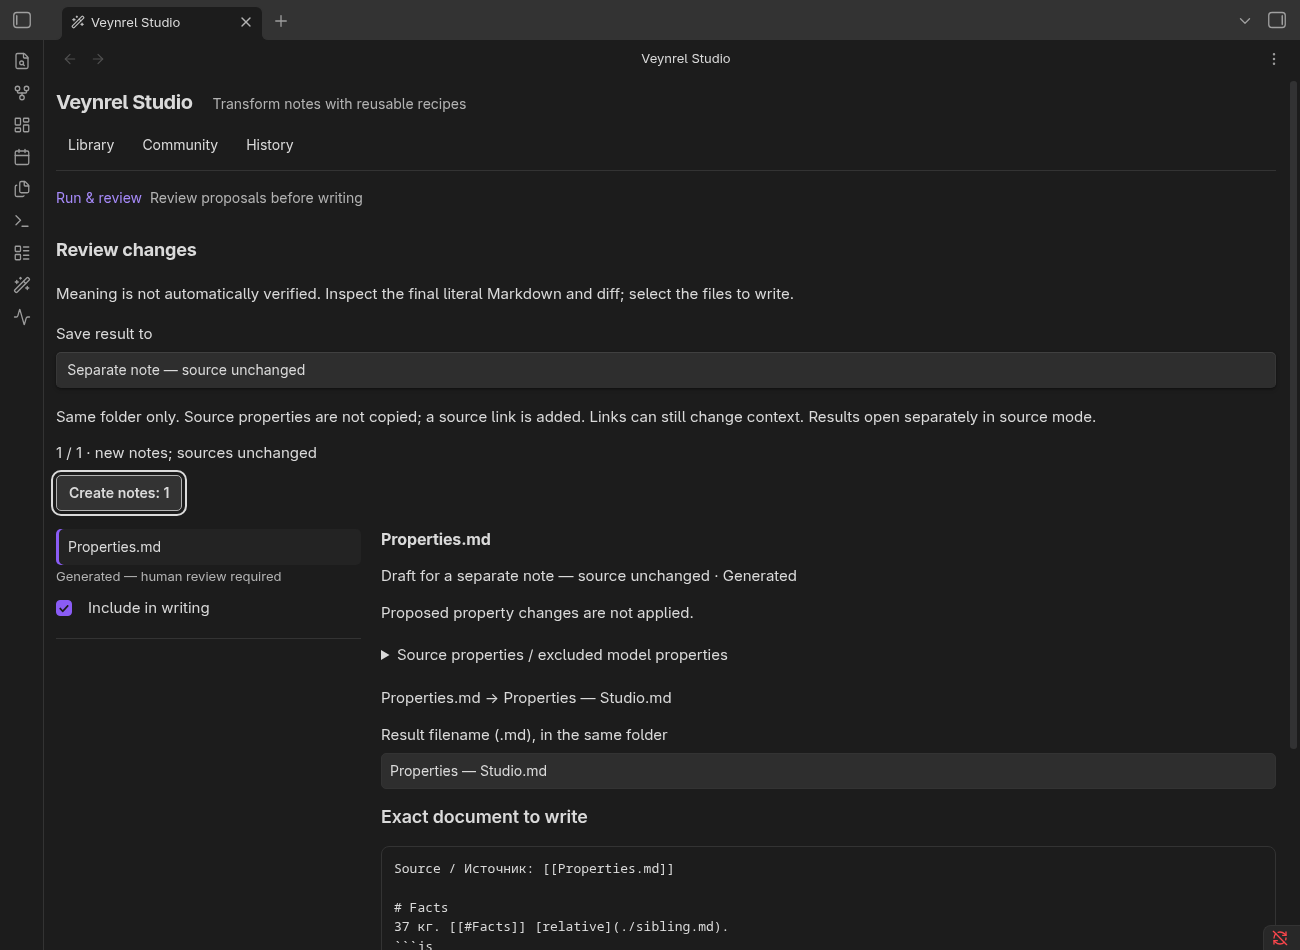 Veynrel Studio
Veynrel Studio
Veynrel Studio Transform notes with reusable recipes
Library Community History
Run & review Review proposals before writing
Review changes
Meaning is not automatically verified. Inspect the final literal Markdown and diff; select the files to write.
Save result to
Separate note — source unchanged
Same folder only. Source properties are not copied; a source link is added. Links can still change context. Results open separately in source mode.
1 / 1 · new notes; sources unchanged
Create notes: 1
Properties.md
Generated — human review required
Include in writing
Properties.md
Draft for a separate note — source unchanged · Generated
Proposed property changes are not applied.
Source properties / excluded model properties
Properties.md → Properties — Studio.md
Result filename (.md), in the same folder
Properties — Studio.md
Exact document to write
Source / Источник: [[Properties.md]]
# Facts
37 кг. [[#Facts]] [relative](./sibling.md).
```js